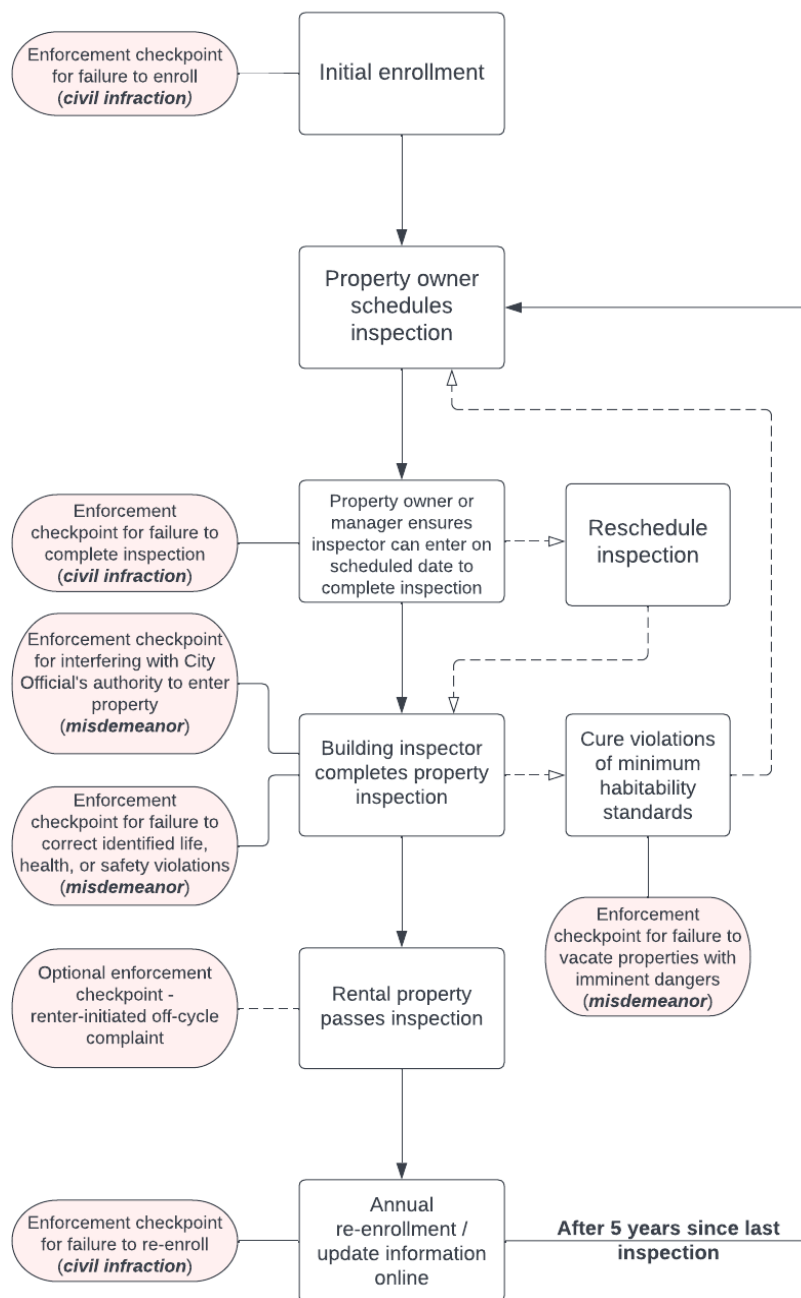 Enforcement checkpoint
for failure to enroll
(civil infraction)
Initial enrollment
Property owner
schedules
inspection
Enforcement
checkpoint for failure to
complete inspection
(civil infraction)
Property owner or
manager ensures
inspector can enter on
scheduled date to
complete inspection
Reschedule
inspection
Enforcement checkpoint
for interfering with City
Official's authority to enter
property
(misdemeanor)
Building inspector
completes property
inspection
Cure violations
of minimum
habitability
standards
Enforcement
checkpoint for failure to
correct identified life,
health, or safety violations
(misdemeanor)
Enforcement
checkpoint for failure to
vacate properties with
imminent dangers
(misdemeanor)
Optional enforcement
checkpoint -
renter-initiated off-cycle
complaint
Rental property
passes inspection
Enforcement checkpoint
for failure to re-enroll
(civil infraction)
Annual
re-enrollment /
update information
online
After 5 years since last
inspection